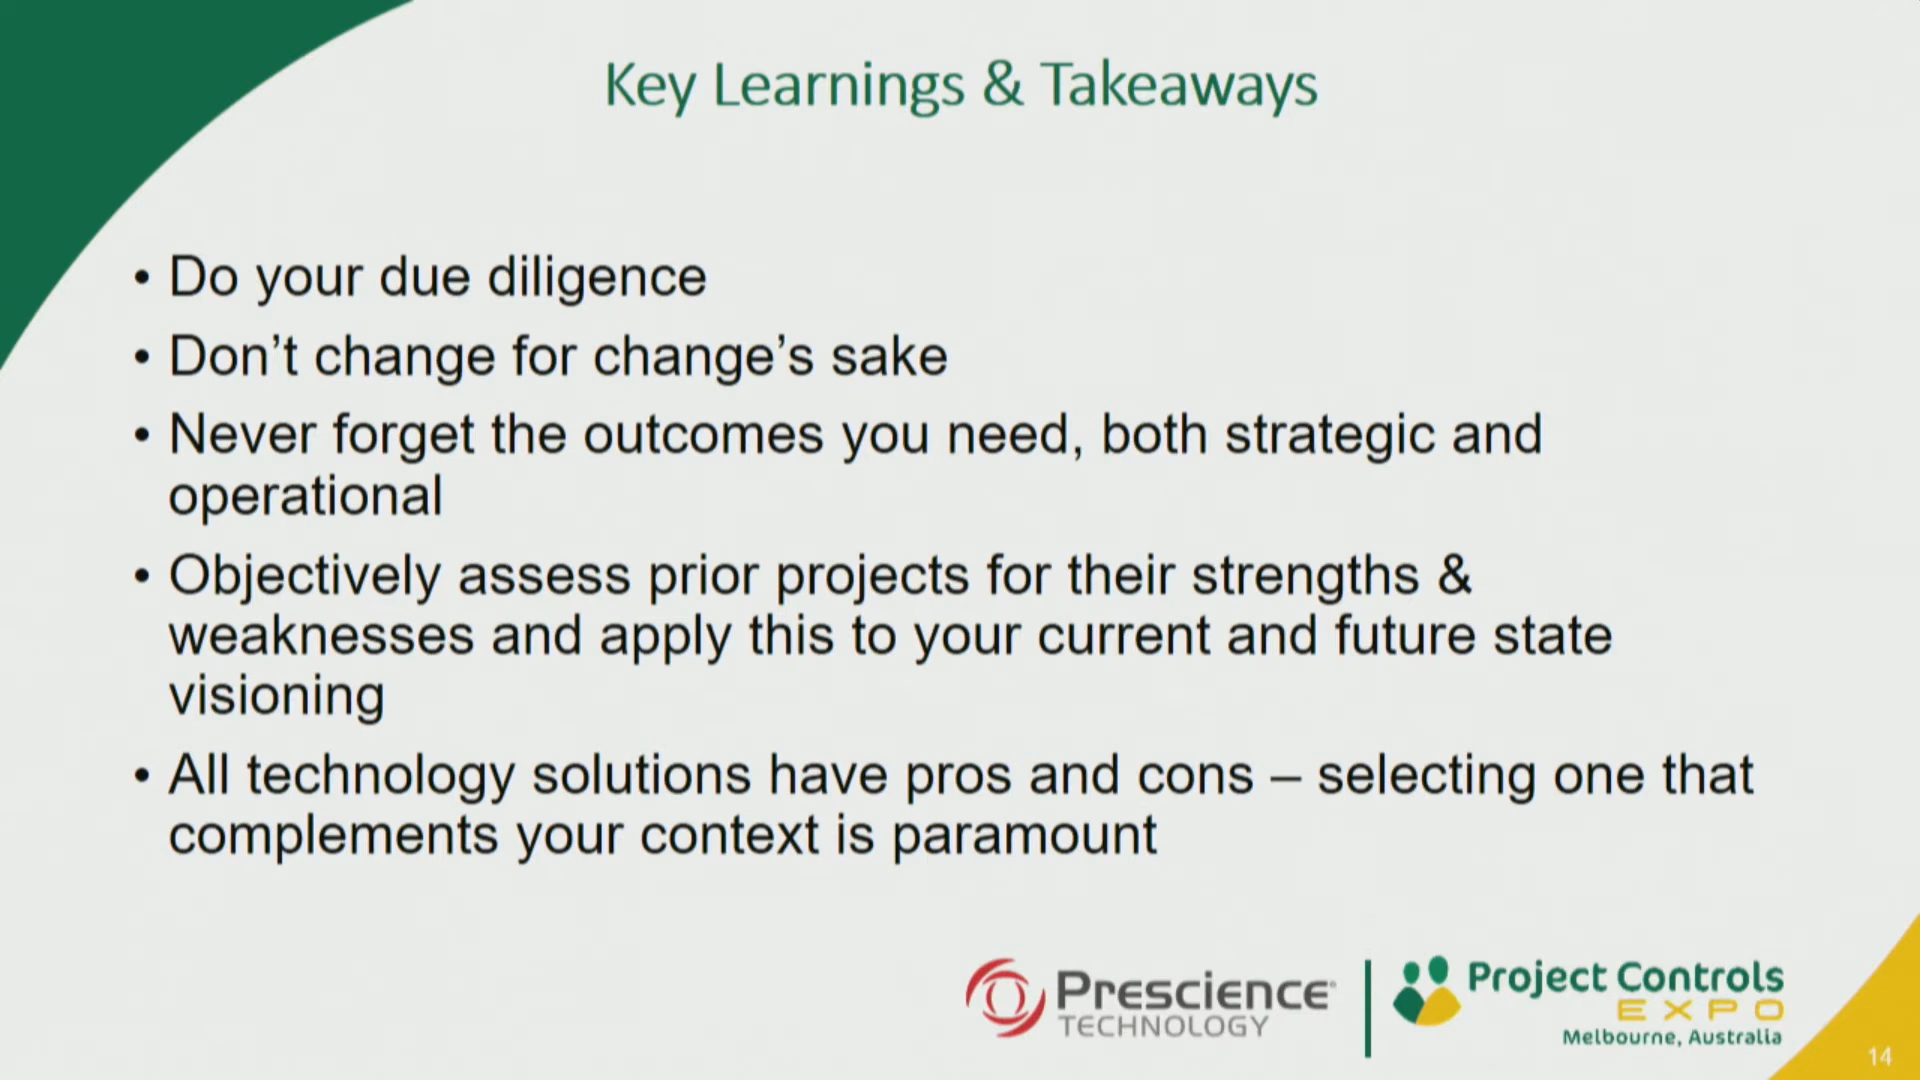 Key Learnings & Takeaways
• Do your due diligence
• Don’t change for change’s sake
• Never forget the outcomes you need, both strategic and
operational
• Objectively assess prior projects for their strengths &
weaknesses and apply this to your current and future state
visioning
• All technology solutions have pros and cons – selecting one that
complements your context is paramount
Prescience
TECHNOLOGY
Project Controls
EXPO
Melbourne, Australia
14